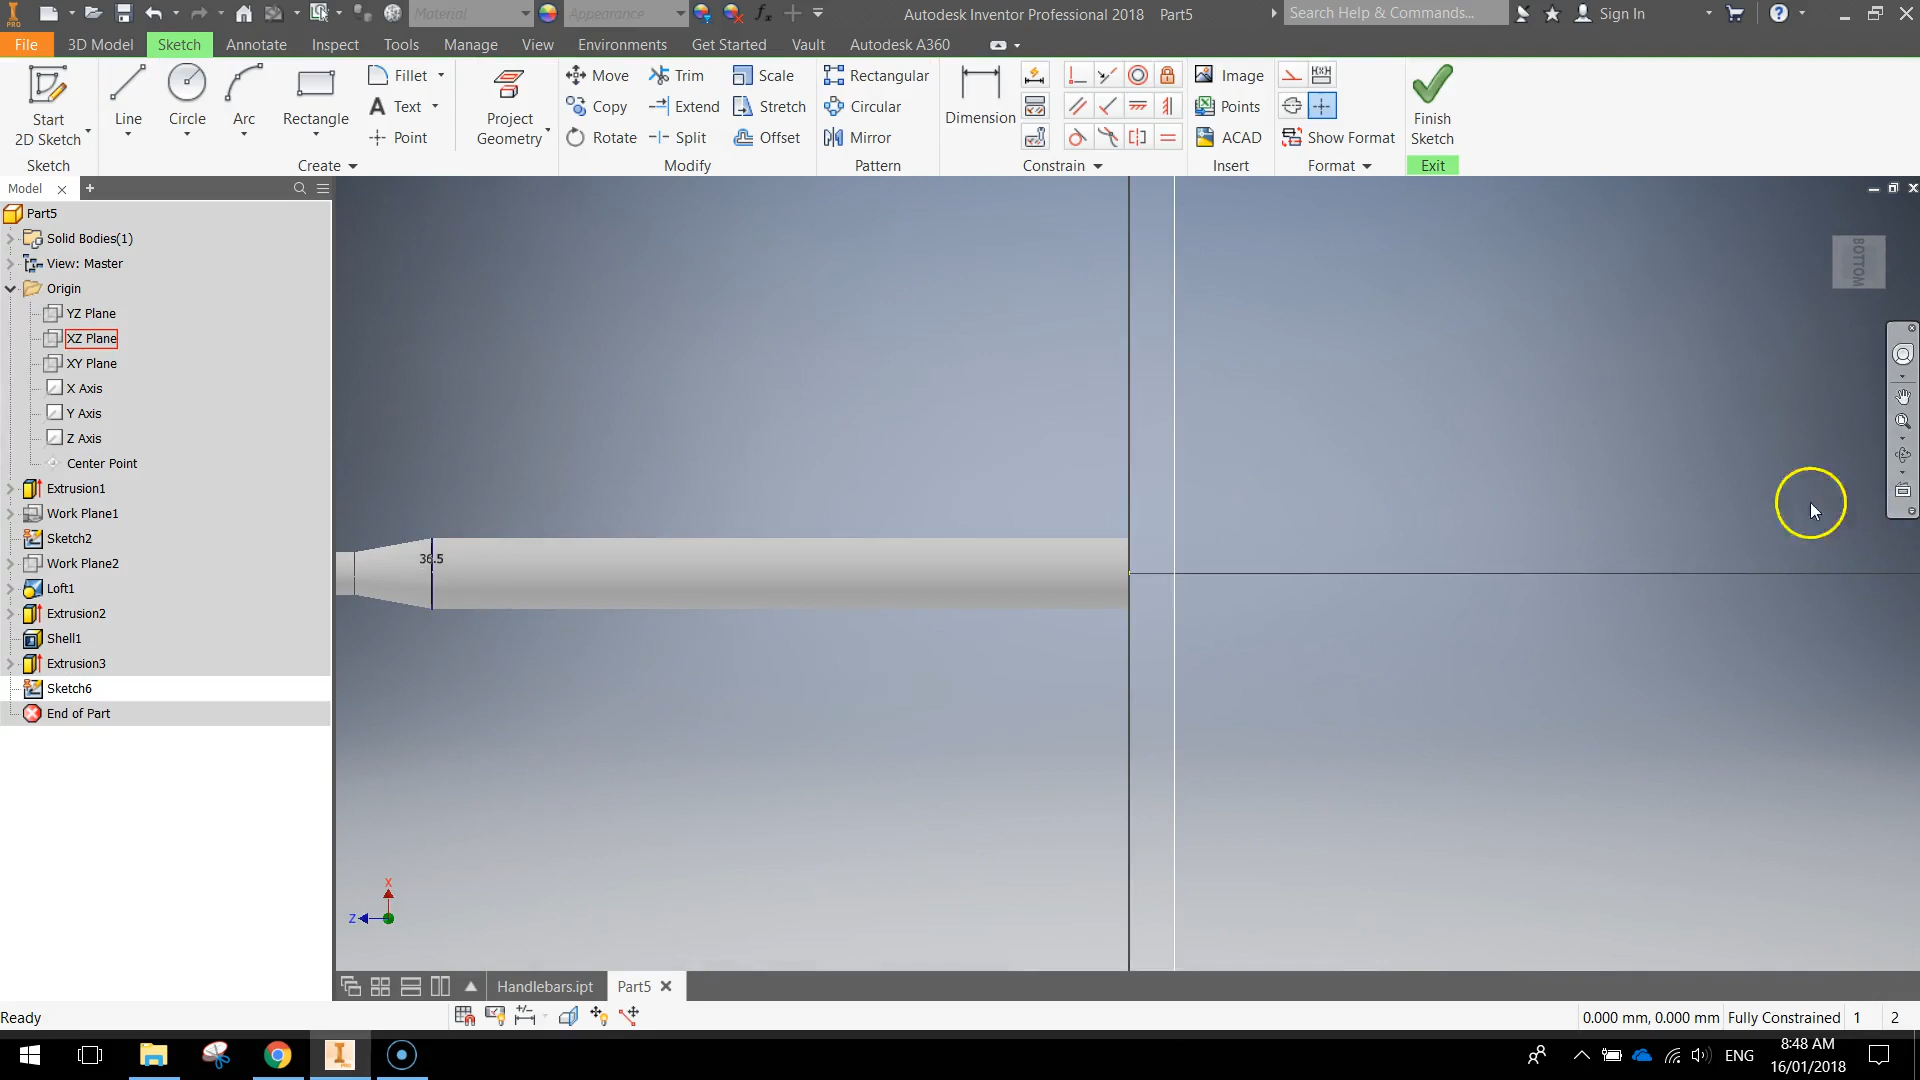 Material
Appearance
Autodesk Inventor Professional 2018 Part5
Search Help & Commands...
Sign In
PRO
File
3D Model
Sketch
Annotate
Inspect
Tools
Manage
View
Environments
Get Started
Vault
Autodesk A360
Start
2D Sketch
Line
Circle
Arc
Rectangle
Fillet
Text
Point
Project
Geometry
Move
Copy
Rotate
Trim
Extend
Split
Scale
Stretch
Offset
Rectangular
Circular
Mirror
Dimension
Image
Points
ACAD
Show Format
Finish
Sketch
Sketch
Create
Modify
Pattern
Constrain
Insert
Format
Exit
Model
Part5
Solid Bodies(1)
View: Master
Origin
YZ Plane
XZ Plane
XY Plane
X Axis
Y Axis
Z Axis
Center Point
Extrusion1
Work Plane1
Sketch2
Work Plane2
Loft1
Extrusion2
Shell1
Extrusion3
Sketch6
End of Part
BOTTOM
36.5
X
Z
Handlebars.ipt
Part5
Ready
0.000 mm, 0.000 mm Fully Constrained 1 2
ENG
8:48 AM
16/01/2018